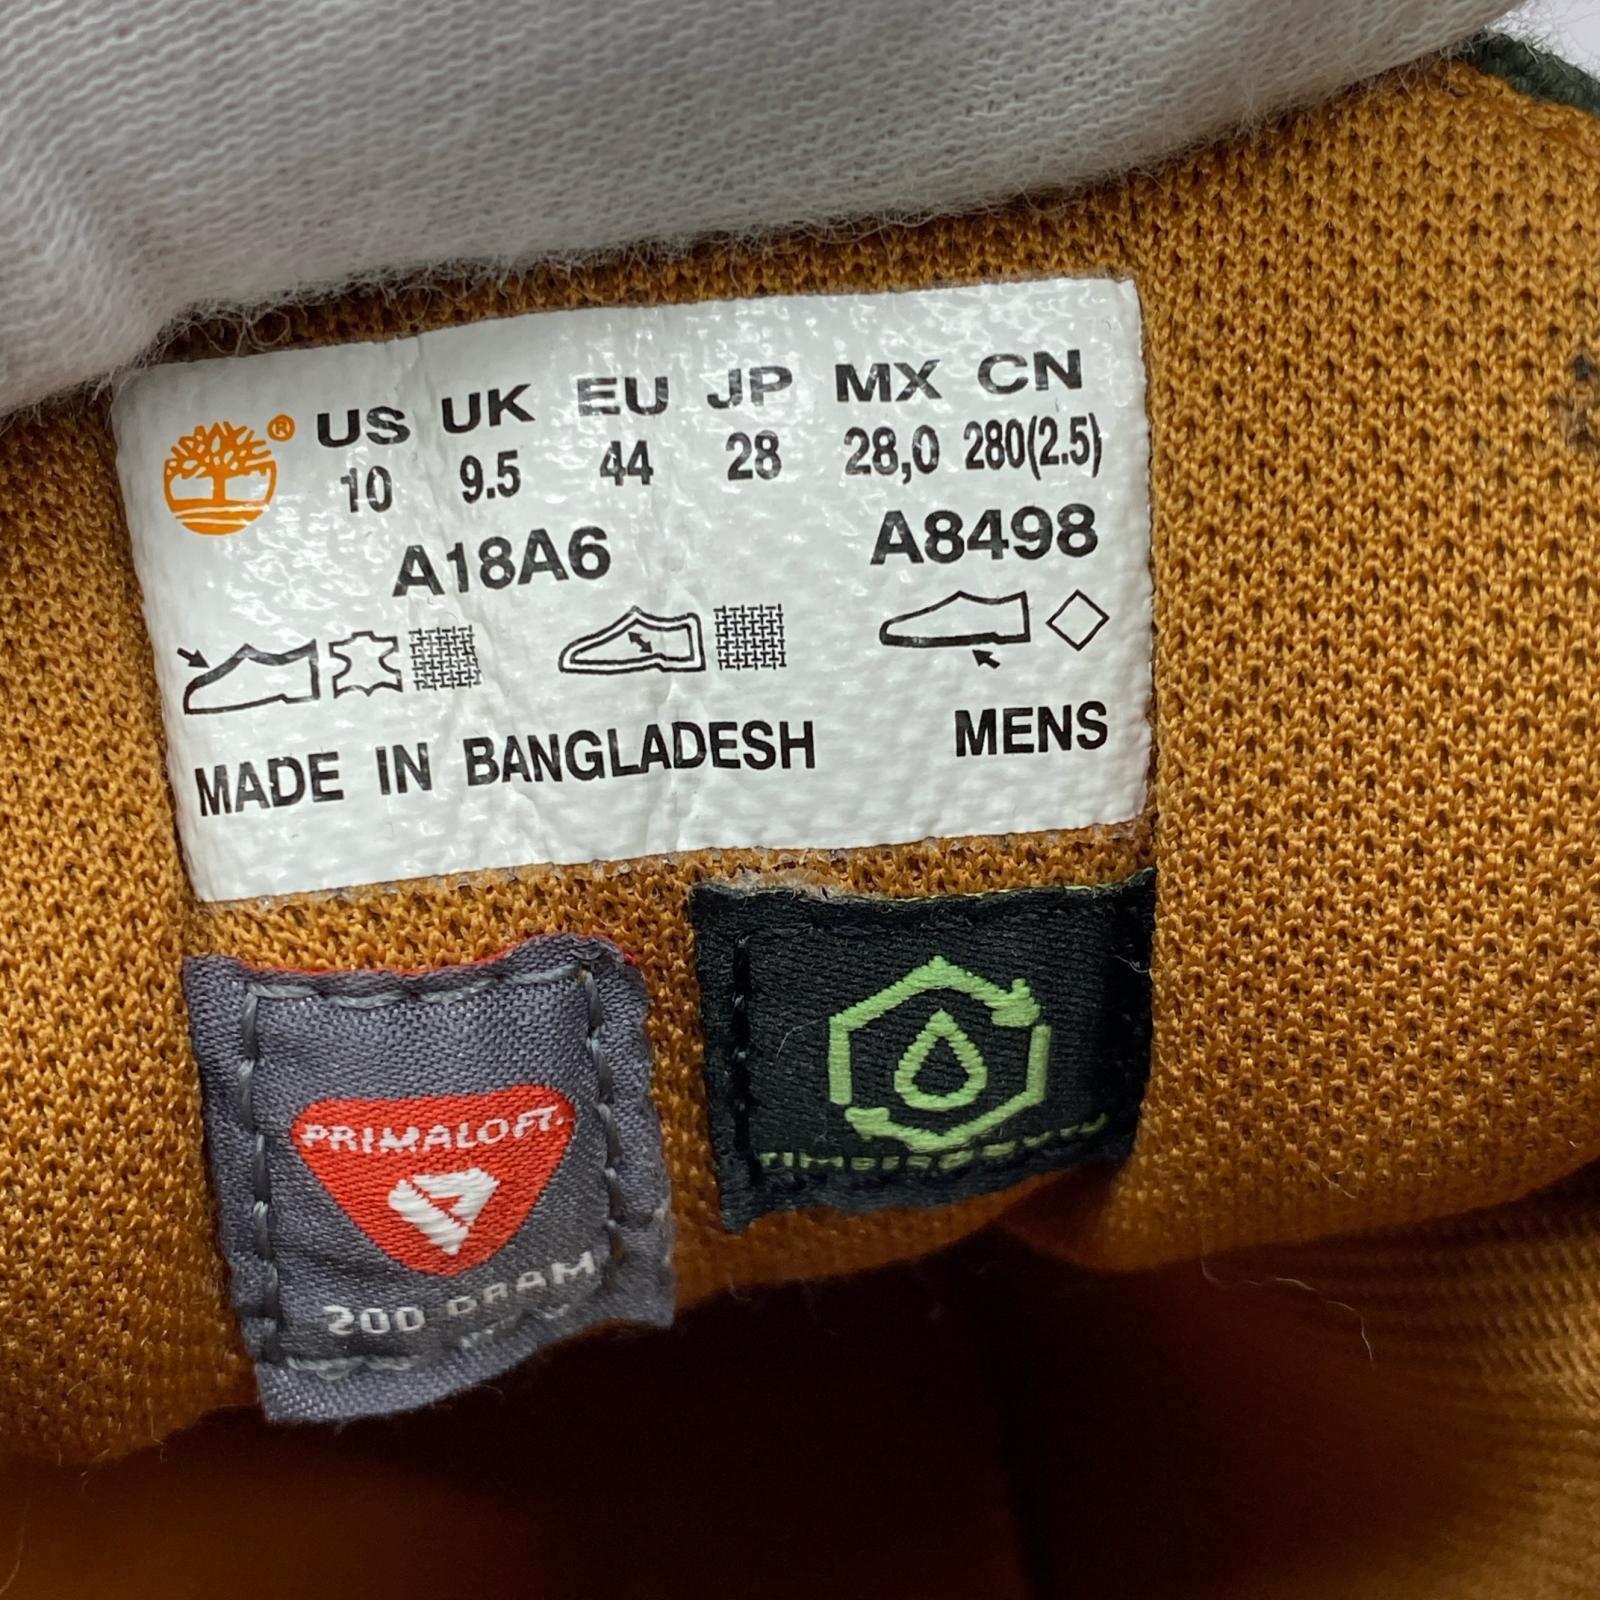 ® US UK EU JP MX CN
10 9.5 44 28 28,0 280(2.5)
A18A6 A8498
MADE IN BANGLADESH MENS
PRIMALOFT.
200 GRAM